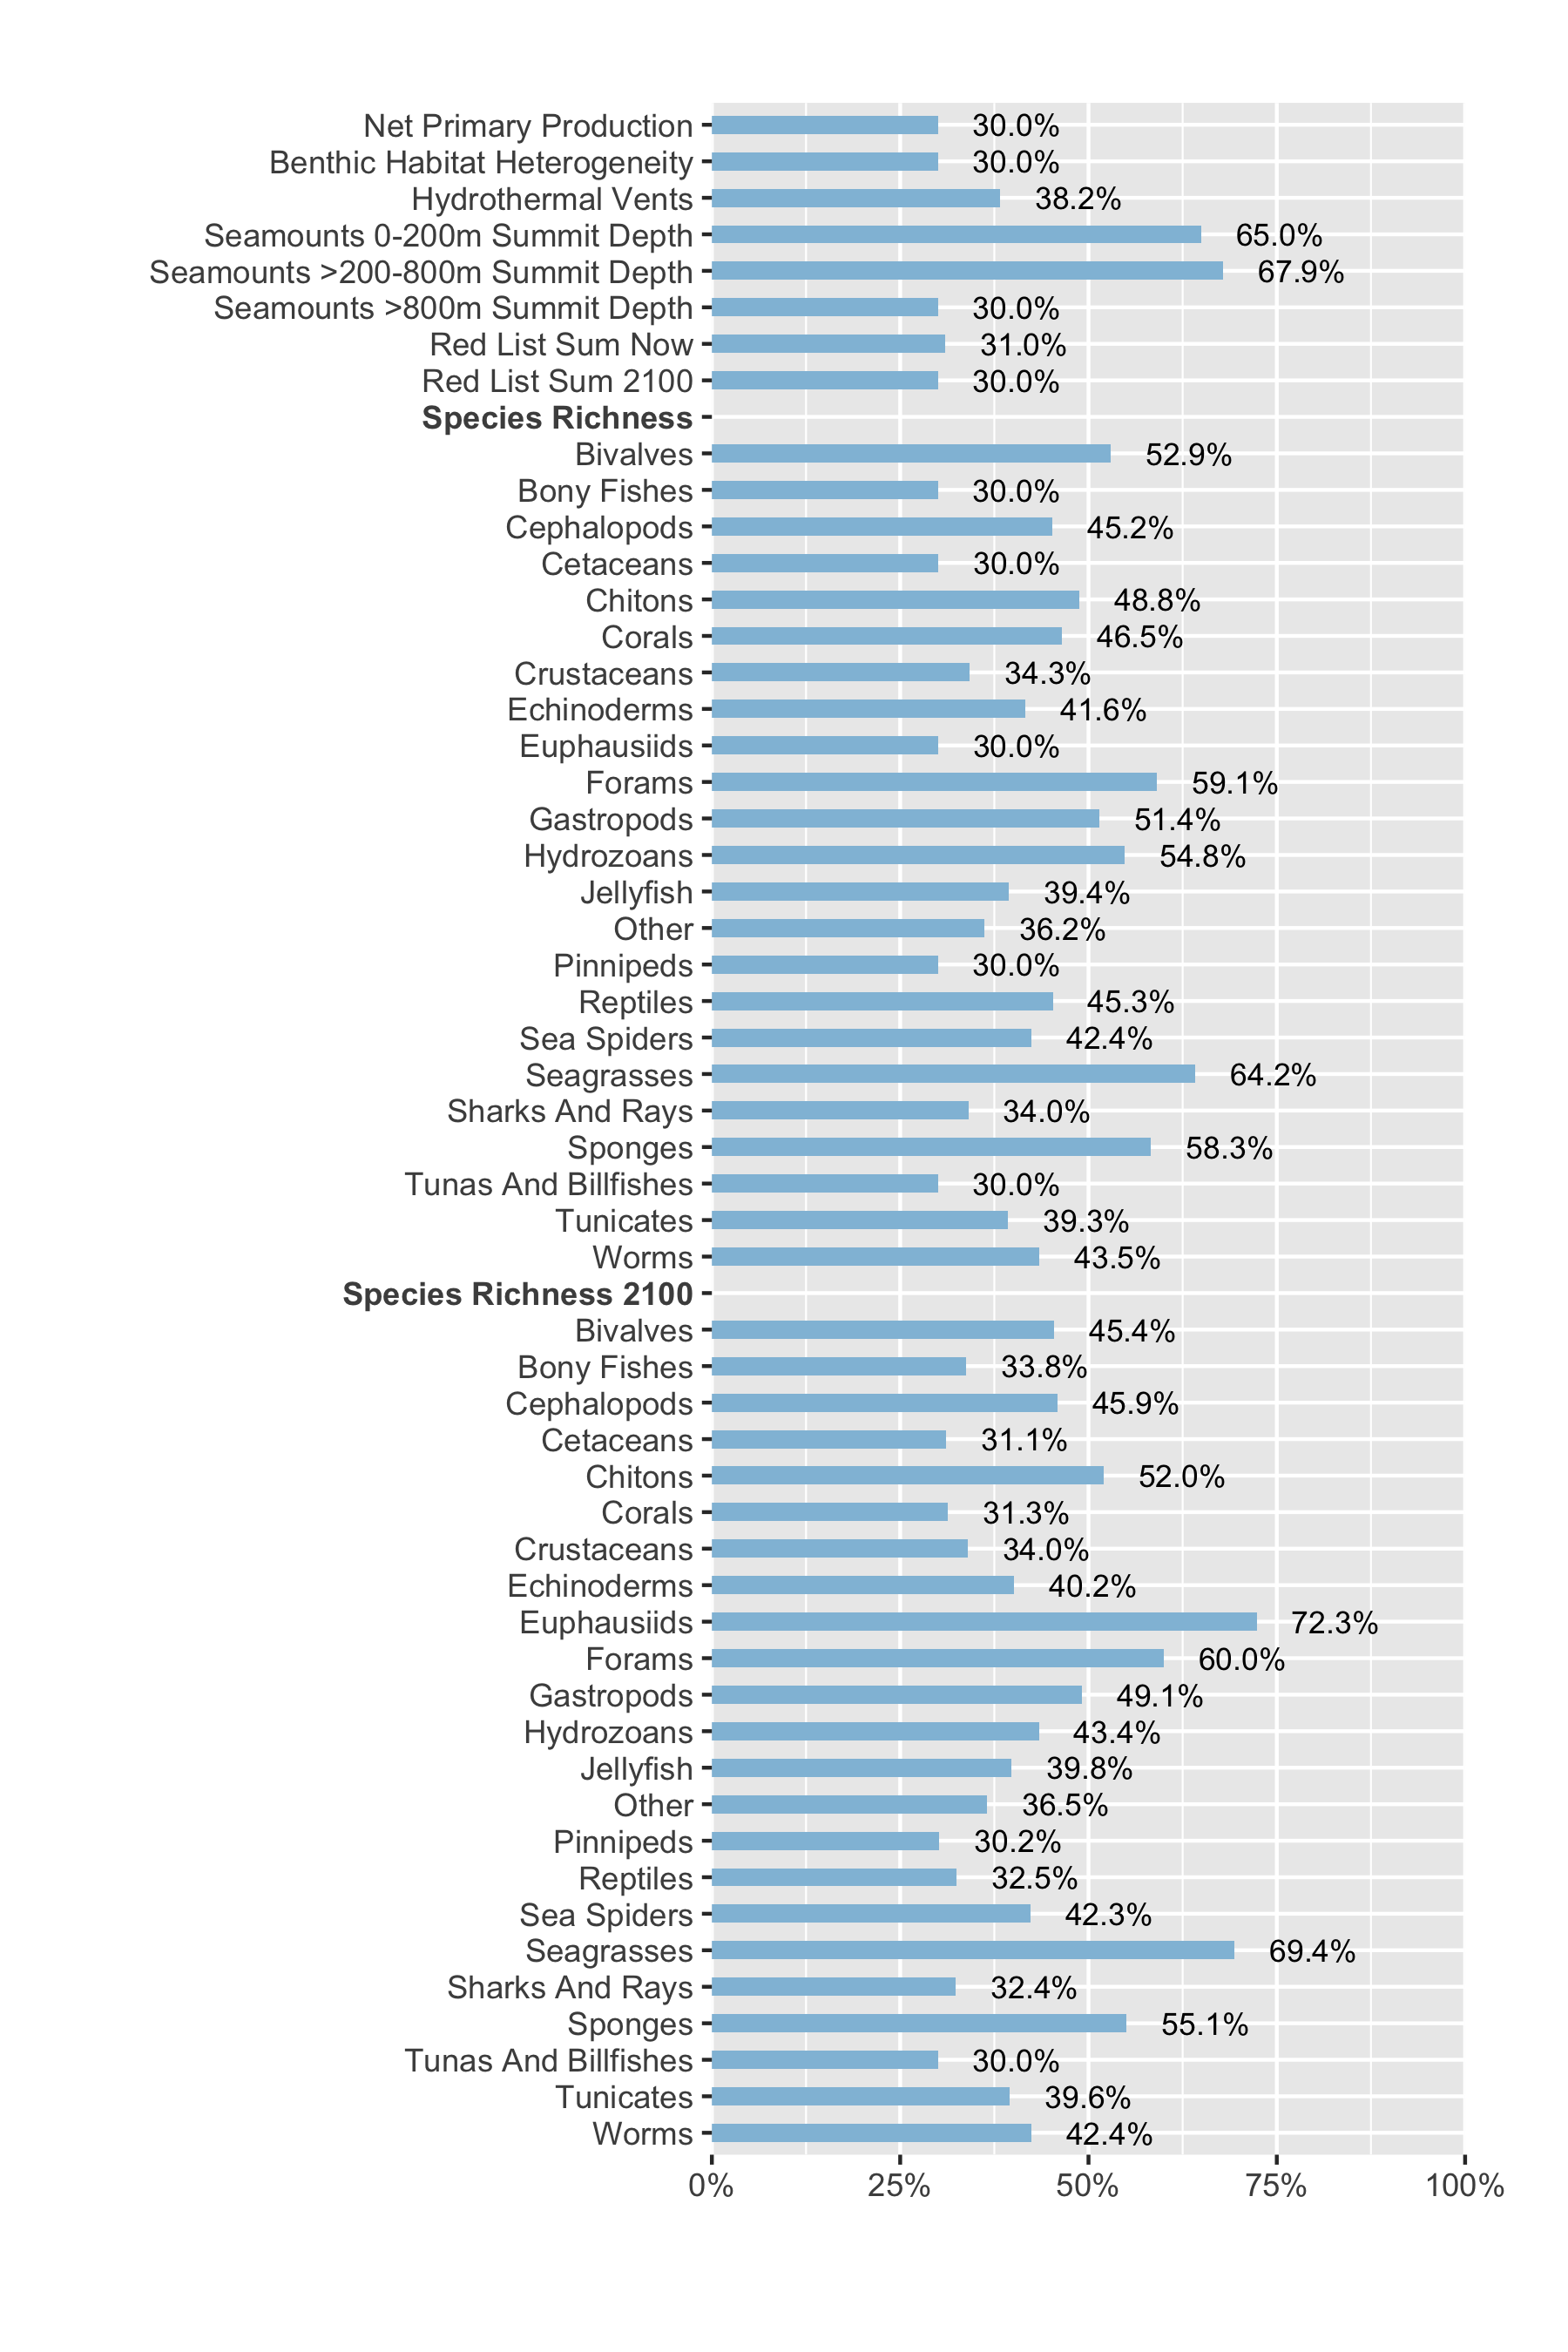 Net Primary Production 30.0%
Benthic Habitat Heterogeneity 30.0%
Hydrothermal Vents 38.2%
Seamounts 0-200m Summit Depth 65.0%
Seamounts >200-800m Summit Depth 67.9%
Seamounts >800m Summit Depth 30.0%
Red List Sum Now 31.0%
Red List Sum 2100 30.0%
Species Richness
Bivalves 52.9%
Bony Fishes 30.0%
Cephalopods 45.2%
Cetaceans 30.0%
Chitons 48.8%
Corals 46.5%
Crustaceans 34.3%
Echinoderms 41.6%
Euphausiids 30.0%
Forams 59.1%
Gastropods 51.4%
Hydrozoans 54.8%
Jellyfish 39.4%
Other 36.2%
Pinnipeds 30.0%
Reptiles 45.3%
Sea Spiders 42.4%
Seagrasses 64.2%
Sharks And Rays 34.0%
Sponges 58.3%
Tunas And Billfishes 30.0%
Tunicates 39.3%
Worms 43.5%
Species Richness 2100
Bivalves 45.4%
Bony Fishes 33.8%
Cephalopods 45.9%
Cetaceans 31.1%
Chitons 52.0%
Corals 31.3%
Crustaceans 34.0%
Echinoderms 40.2%
Euphausiids 72.3%
Forams 60.0%
Gastropods 49.1%
Hydrozoans 43.4%
Jellyfish 39.8%
Other 36.5%
Pinnipeds 30.2%
Reptiles 32.5%
Sea Spiders 42.3%
Seagrasses 69.4%
Sharks And Rays 32.4%
Sponges 55.1%
Tunas And Billfishes 30.0%
Tunicates 39.6%
Worms 42.4%
0% 25% 50% 75% 100%